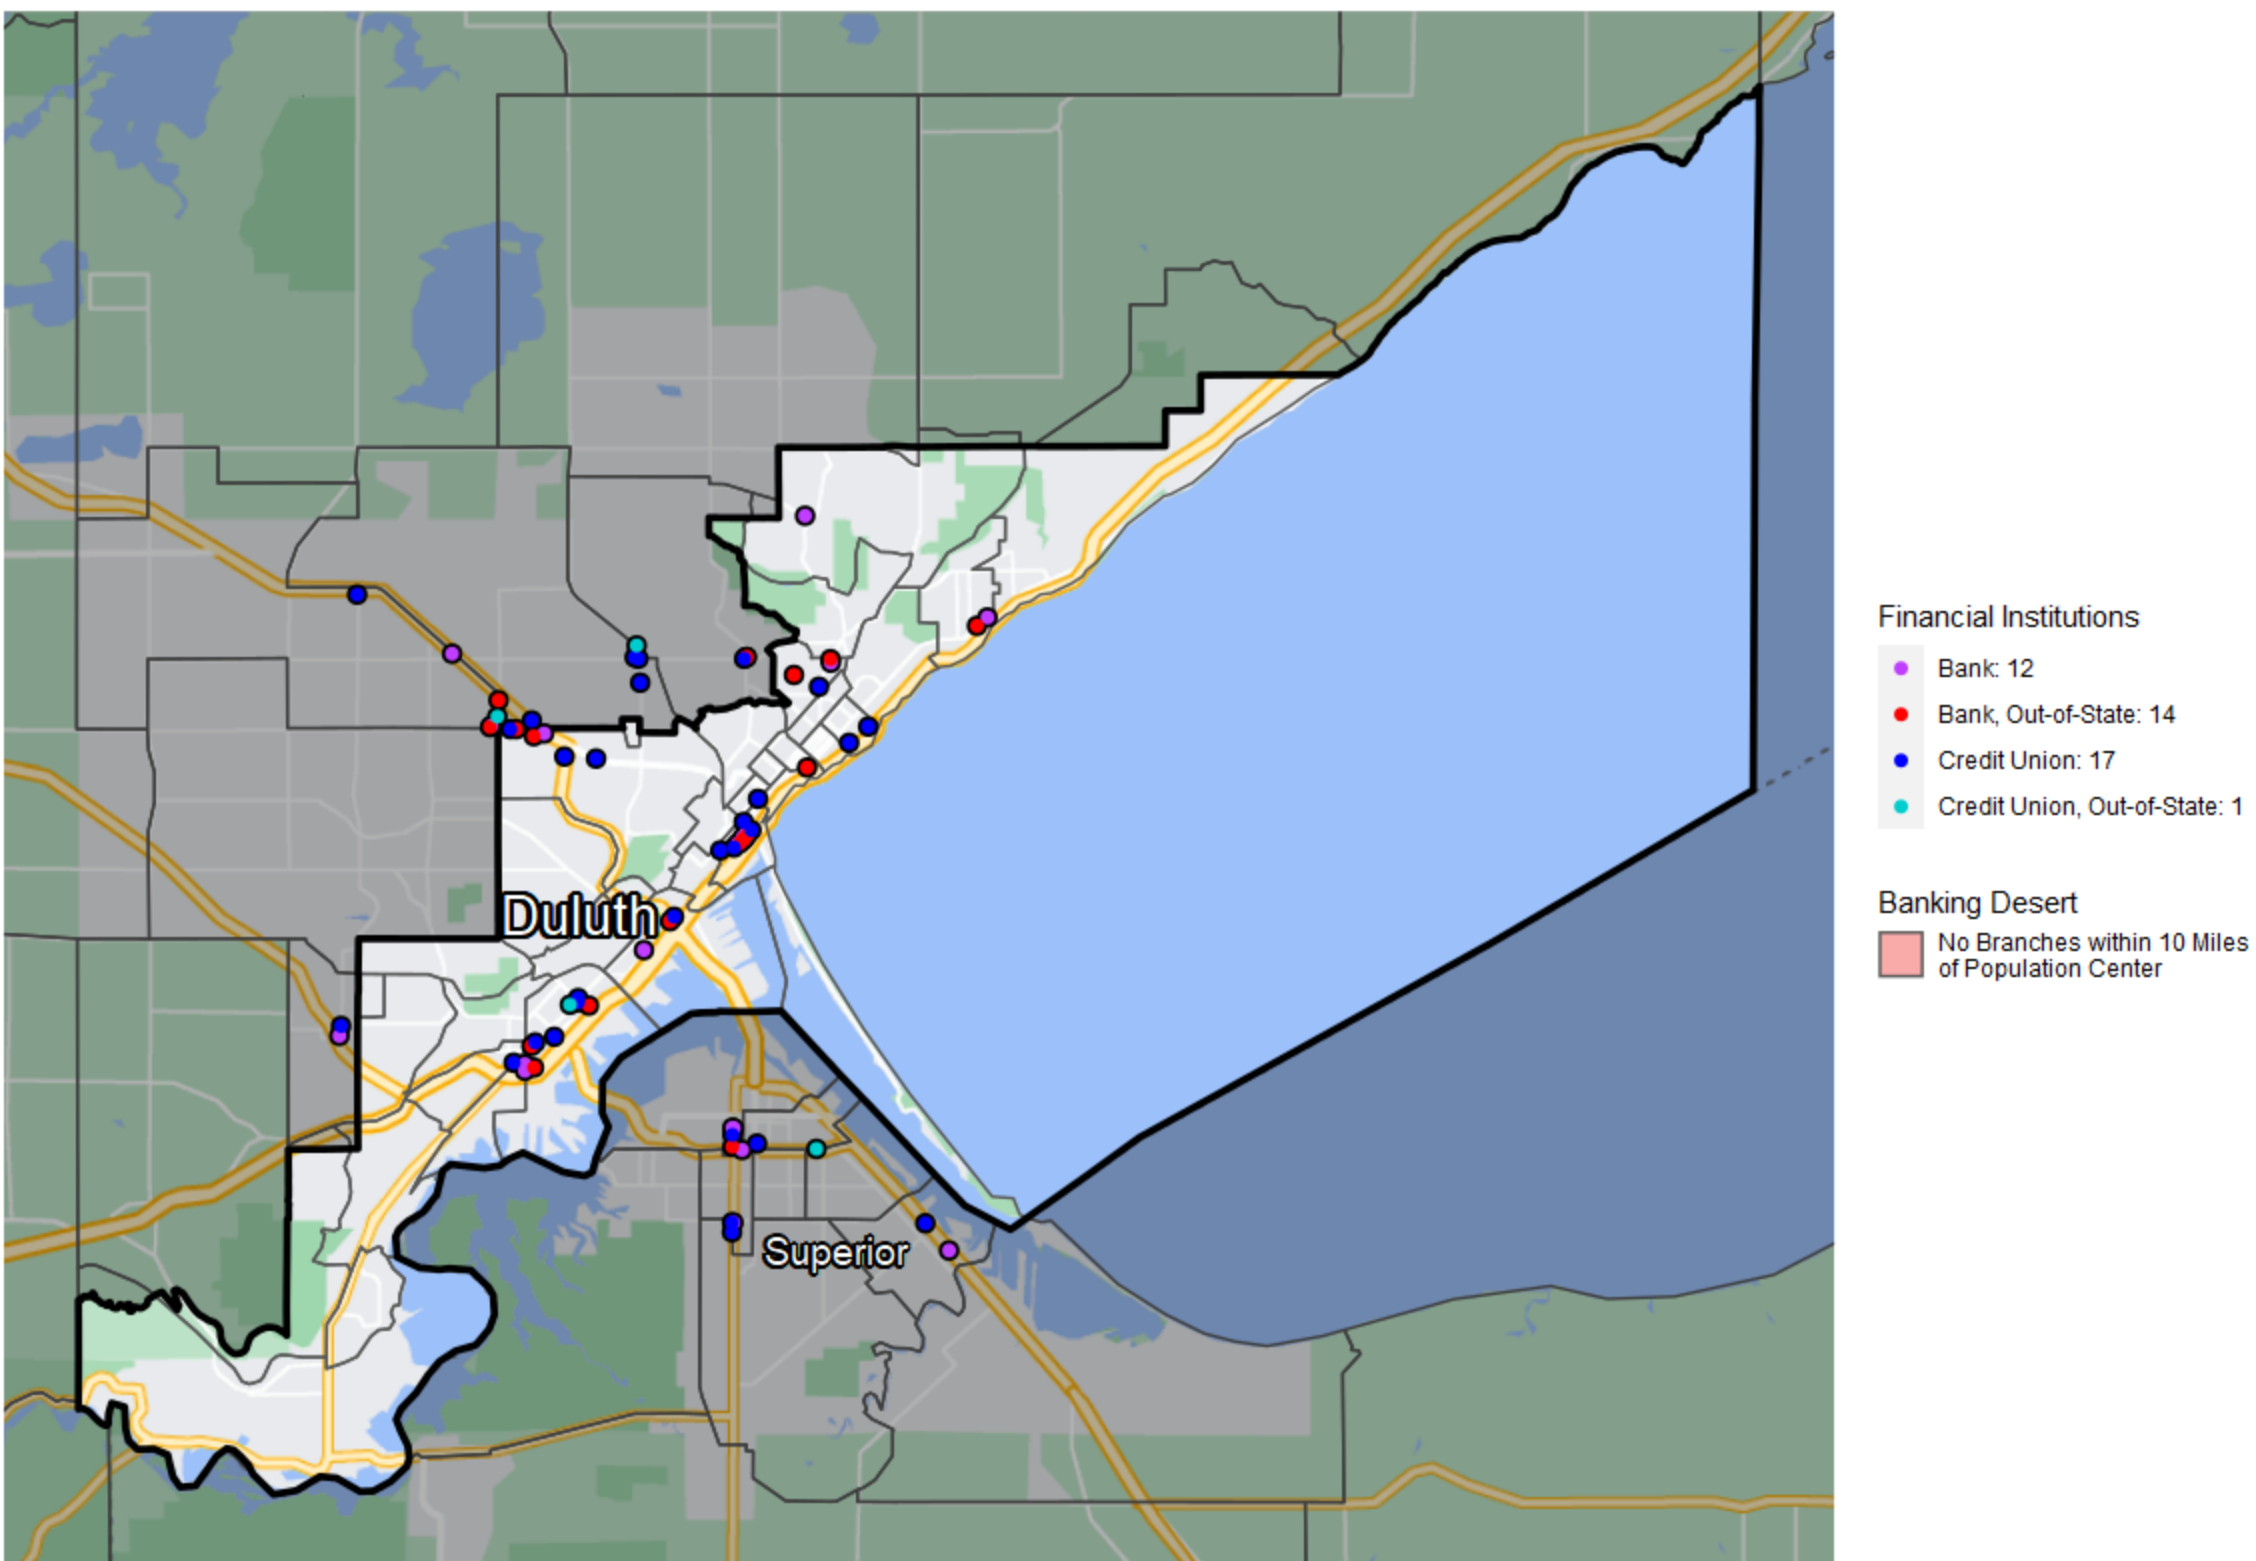 Duluth
Superior
Financial Institutions
Bank: 12
Bank, Out-of-State: 14
Credit Union: 17
Credit Union, Out-of-State: 1
Banking Desert
No Branches within 10 Miles
of Population Center